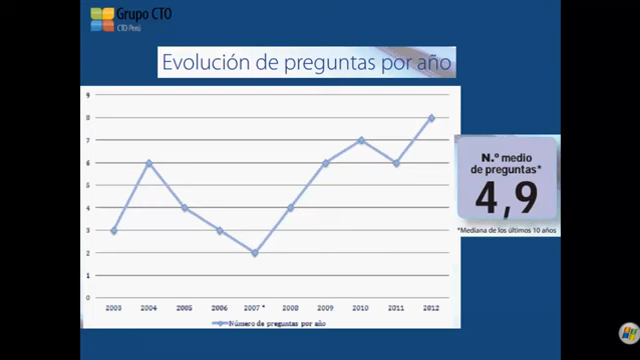 Grupo CTO
CTO Perú
Evolución de preguntas por año
9
8
7
6
5
4
3
2
1
0
2003 2004 2005 2006 2007 * 2008 2009 2010 2011 2012
Número de preguntas por año
N.º medio
de preguntas*
4,9
*Mediana de los últimos 10 años